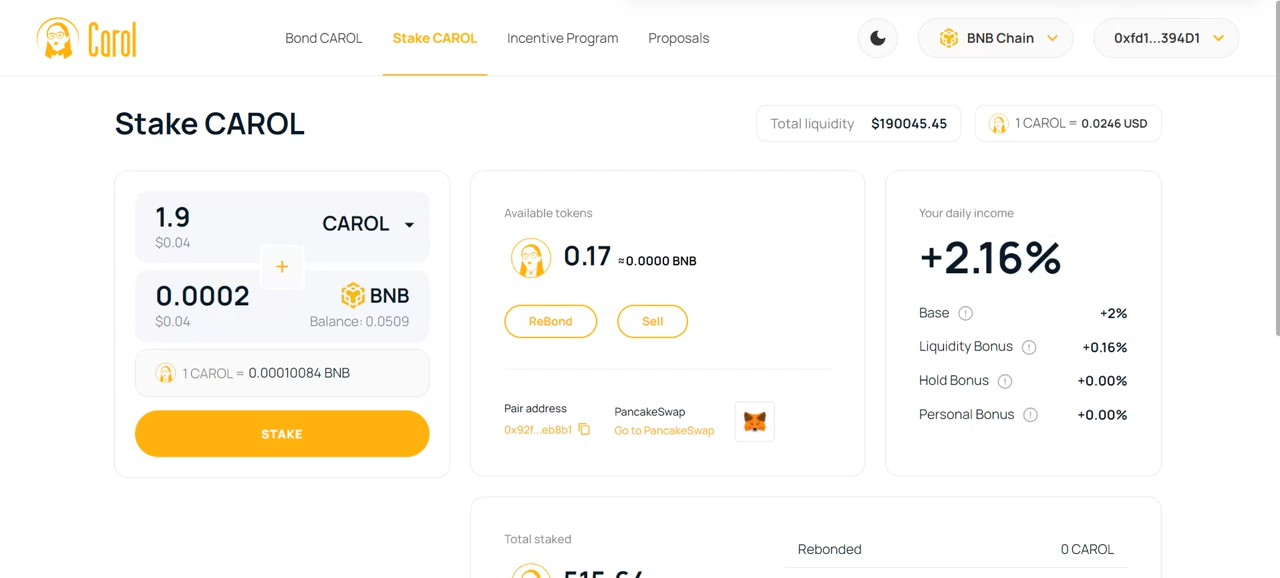 Carol
Bond CAROL
Stake CAROL
Incentive Program
Proposals
BNB Chain
0xfd1...394D1
Stake CAROL
Total liquidity $190045.45
1 CAROL = 0.0246 USD
1.9
CAROL
$0.04
+
0.0002
BNB
$0.04
Balance: 0.0509
1 CAROL = 0.00010084 BNB
STAKE
Available tokens
0.17 ≈0.0000 BNB
ReBond
Sell
Pair address
0x92f...eb8b1
PancakeSwap
Go to PancakeSwap
Your daily income
+2.16%
Base +2%
Liquidity Bonus +0.16%
Hold Bonus +0.00%
Personal Bonus +0.00%
Total staked
Rebonded 0 CAROL